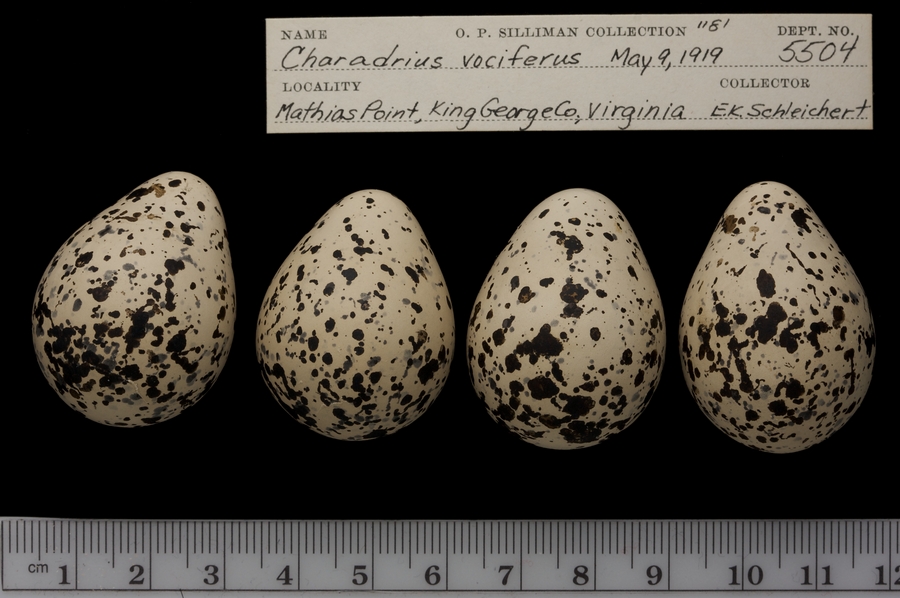 NAME O. P. SILLIMAN COLLECTION "B" DEPT. NO.
Charadrius vociferus May 9, 1919 5504
LOCALITY COLLECTOR
Mathias Point, King George Co., Virginia E.K. Schleichert
cm 1 2 3 4 5 6 7 8 9 10 11 12